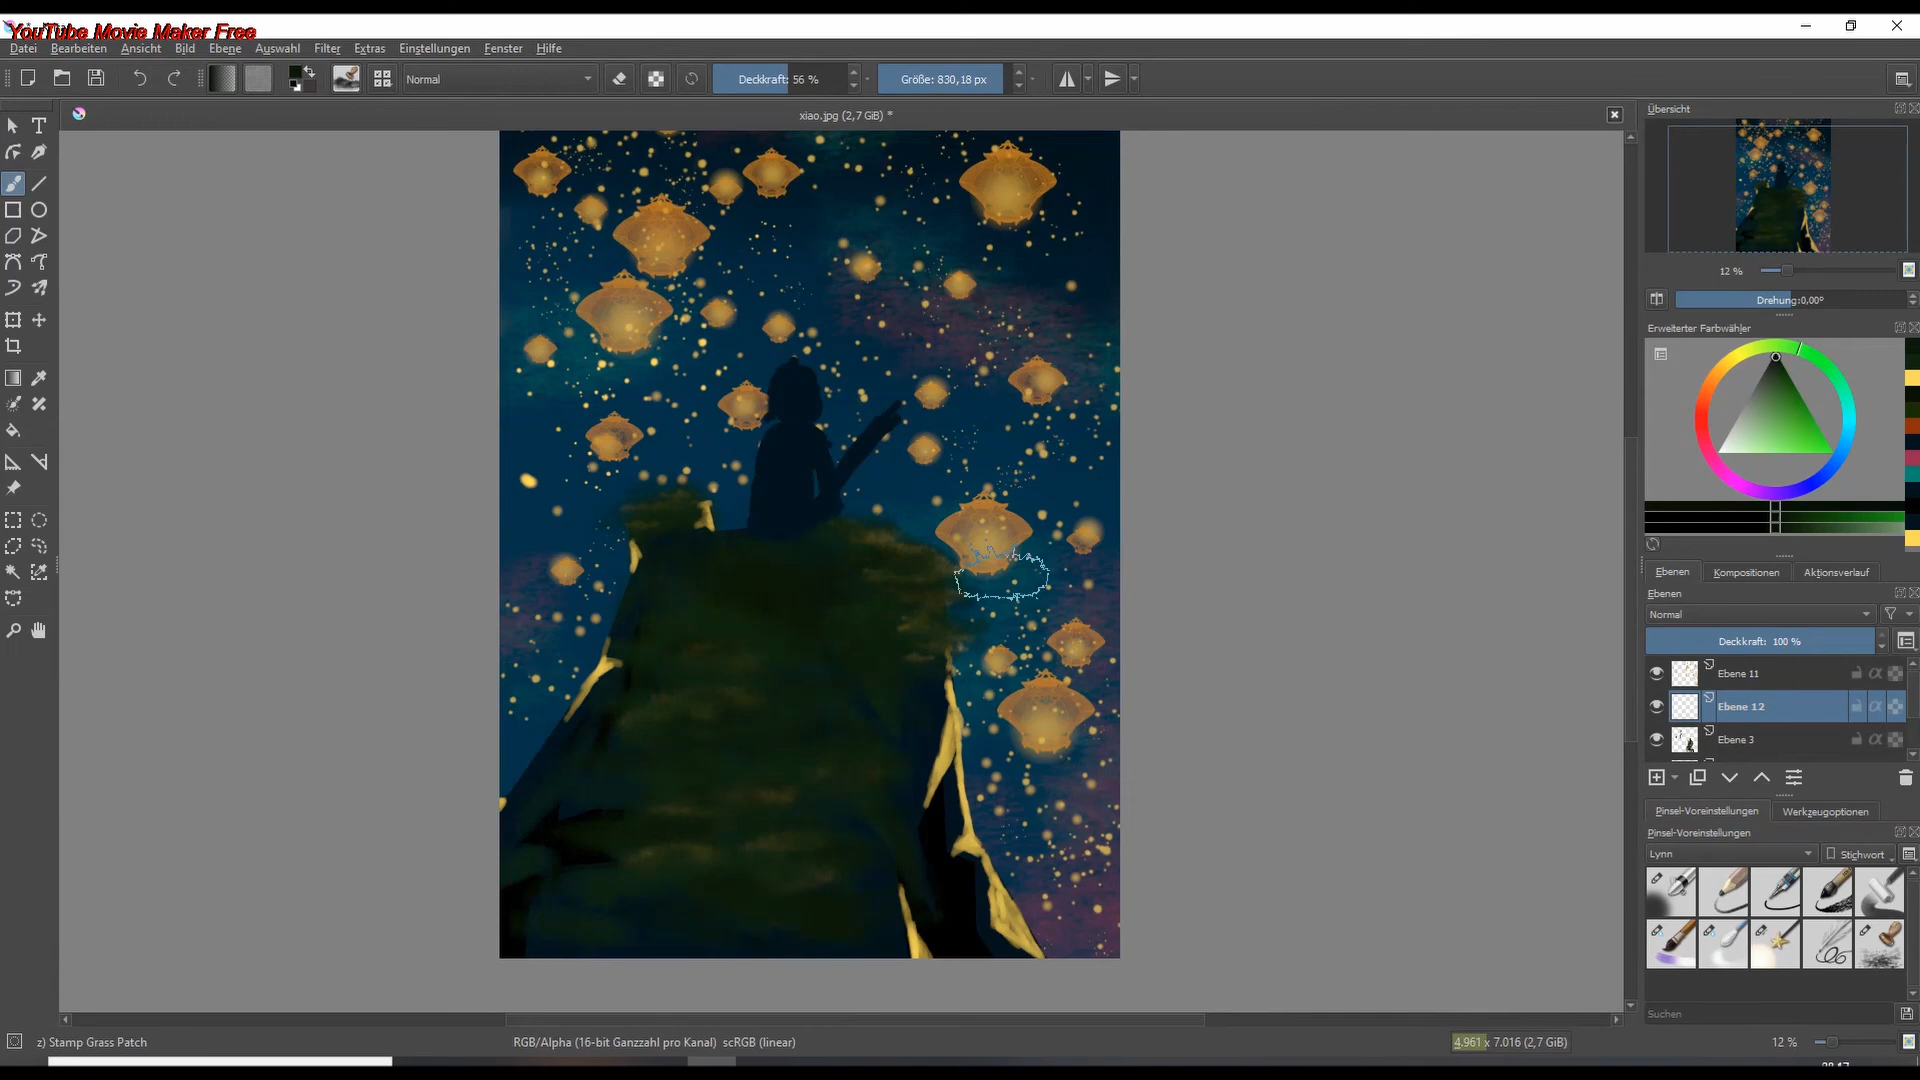 YouTube Movie Maker Free
Datei Bearbeiten Ansicht Bild Ebene Auswahl Filter Extras Einstellungen Fenster Hilfe
Normal Deckkraft: 56 % Größe: 830,18 px
xiao.jpg (2,7 GiB) *
Übersicht
12 %
Drehung:0,00°
Erweiterter Farbwähler
Ebenen Kompositionen Aktionsverlauf
Ebenen
Normal
Deckkraft: 100 %
Ebene 11
Ebene 12
Ebene 3
Pinsel-Voreinstellungen Werkzeugoptionen
Pinsel-Voreinstellungen
Lynn Stichwort
Suchen
z) Stamp Grass Patch RGB/Alpha (16-bit Ganzzahl pro Kanal) scRGB (linear) 4.961 x 7.016 (2,7 GiB) 12 %